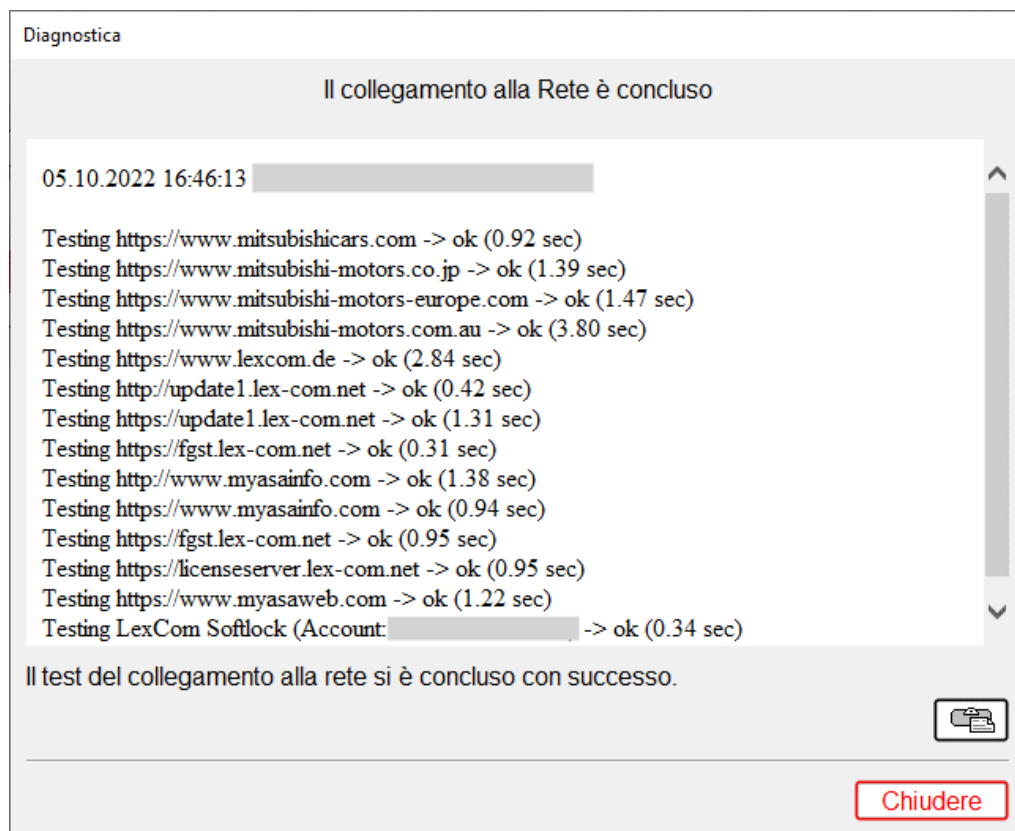 Diagnostica
Il collegamento alla Rete è concluso
05.10.2022 16:46:13
Testing https://www.mitsubishicars.com -> ok (0.92 sec)
Testing https://www.mitsubishi-motors.co.jp -> ok (1.39 sec)
Testing https://www.mitsubishi-motors-europe.com -> ok (1.47 sec)
Testing https://www.mitsubishi-motors.com.au -> ok (3.80 sec)
Testing https://www.lexcom.de -> ok (2.84 sec)
Testing http://update1.lex-com.net -> ok (0.42 sec)
Testing https://update1.lex-com.net -> ok (1.31 sec)
Testing https://fgst.lex-com.net -> ok (0.31 sec)
Testing http://www.myasainfo.com -> ok (1.38 sec)
Testing https://www.myasainfo.com -> ok (0.94 sec)
Testing https://fgst.lex-com.net -> ok (0.95 sec)
Testing https://licenseserver.lex-com.net -> ok (0.95 sec)
Testing https://www.myasaweb.com -> ok (1.22 sec)
Testing LexCom Softlock (Account: -> ok (0.34 sec)
Il test del collegamento alla rete si è concluso con successo.
Chiudere